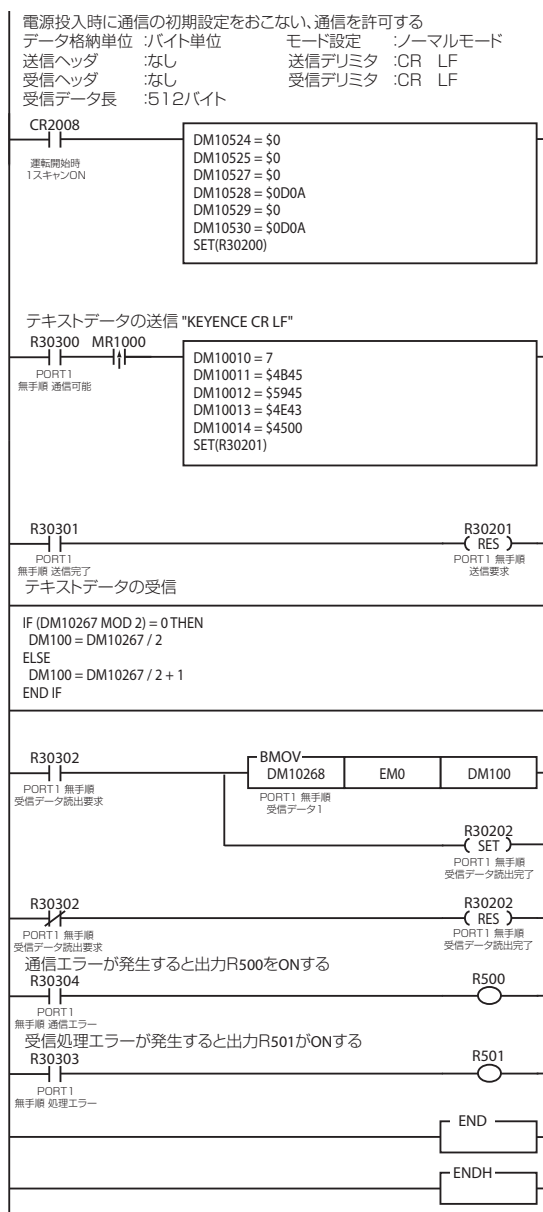 電源投入時に通信の初期設定をおこない、通信を許可する
データ格納単位 :バイト単位 モード設定 :ノーマルモード
送信ヘッダ :なし 送信デリミタ :CR LF
受信ヘッダ :なし 受信デリミタ :CR LF
受信データ長 :512バイト
CR2008
運転開始時
1スキャンON
DM10524 = $0
DM10525 = $0
DM10527 = $0
DM10528 = $0D0A
DM10529 = $0
DM10530 = $0D0A
SET(R30200)
テキストデータの送信 "KEYENCE CR LF"
R30300 MR1000
PORT1
無手順 通信可能
DM10010 = 7
DM10011 = $4B45
DM10012 = $5945
DM10013 = $4E43
DM10014 = $4500
SET(R30201)
R30301 R30201
RES
PORT1
無手順 送信完了
PORT1 無手順
送信要求
テキストデータの受信
IF (DM10267 MOD 2) = 0 THEN
DM100 = DM10267 / 2
ELSE
DM100 = DM10267 / 2 + 1
END IF
R30302
PORT1 無手順
受信データ読出要求
BMOV
DM10268 EM0 DM100
PORT1 無手順
受信データ1
R30202
SET
PORT1 無手順
受信データ読出完了
R30302 R30202
RES
PORT1 無手順
受信データ読出要求
PORT1 無手順
受信データ読出完了
通信エラーが発生すると出力R500をONする
R30304 R500
PORT1
無手順 通信エラー
受信処理エラーが発生すると出力R501がONする
R30303 R501
PORT1
無手順 処理エラー
END
ENDH